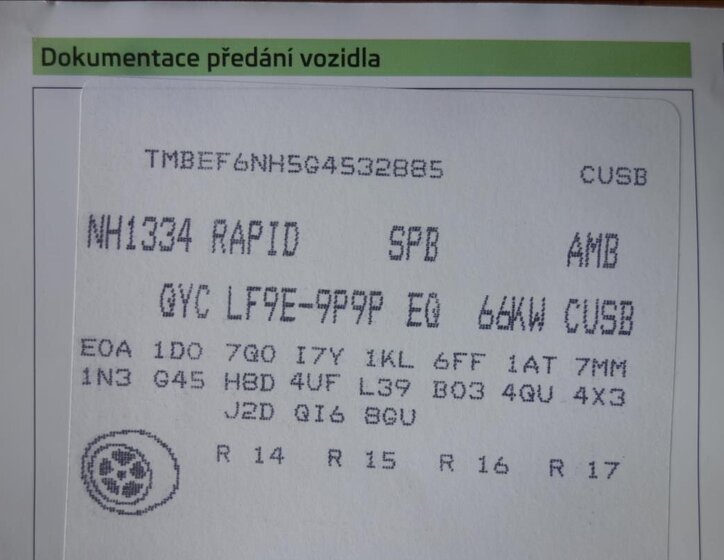 Dokumentace předání vozidla
TMBEF6NH5G4532885 CUSB
NH1334 RAPID SPB AMB
QYC LF9E-9P9P EQ 66KW CUSB
E0A 1D0 7G0 I7Y 1KL 6FF 1AT 7MM
1N3 G45 H8D 4UF L39 B03 4QU 4X3
J2D QI6 8GU
R 14 R 15 R 16 R 17